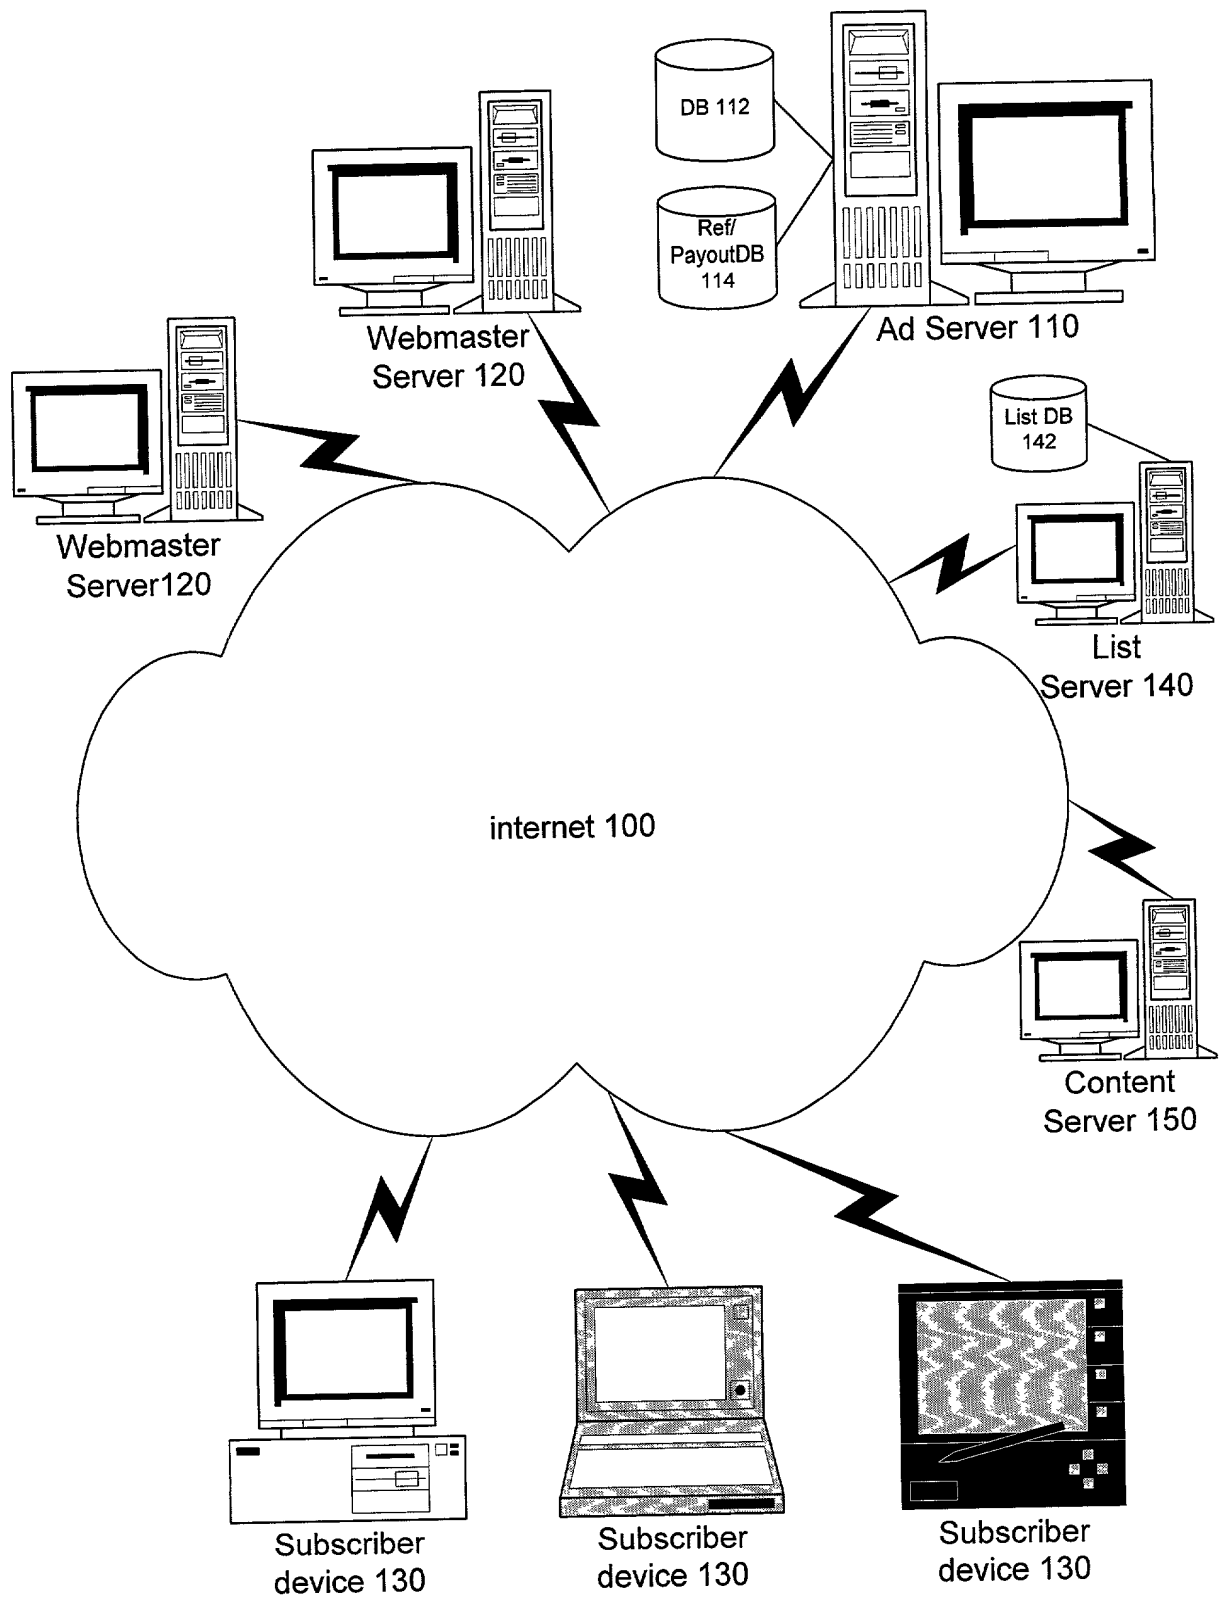 DB 112
Ref/
PayoutDB
114
Ad Server 110
Webmaster
Server 120
Webmaster
Server120
List DB
142
List
Server 140
internet 100
Content
Server 150
Subscriber
device 130
Subscriber
device 130
Subscriber
device 130